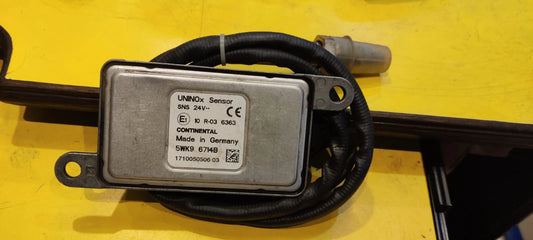 UNINOx Sensor
SNS 24V⎓
CE
E1 10 R-03 6363
CONTINENTAL
Made in Germany
5WK9 6714B
1710050506 03